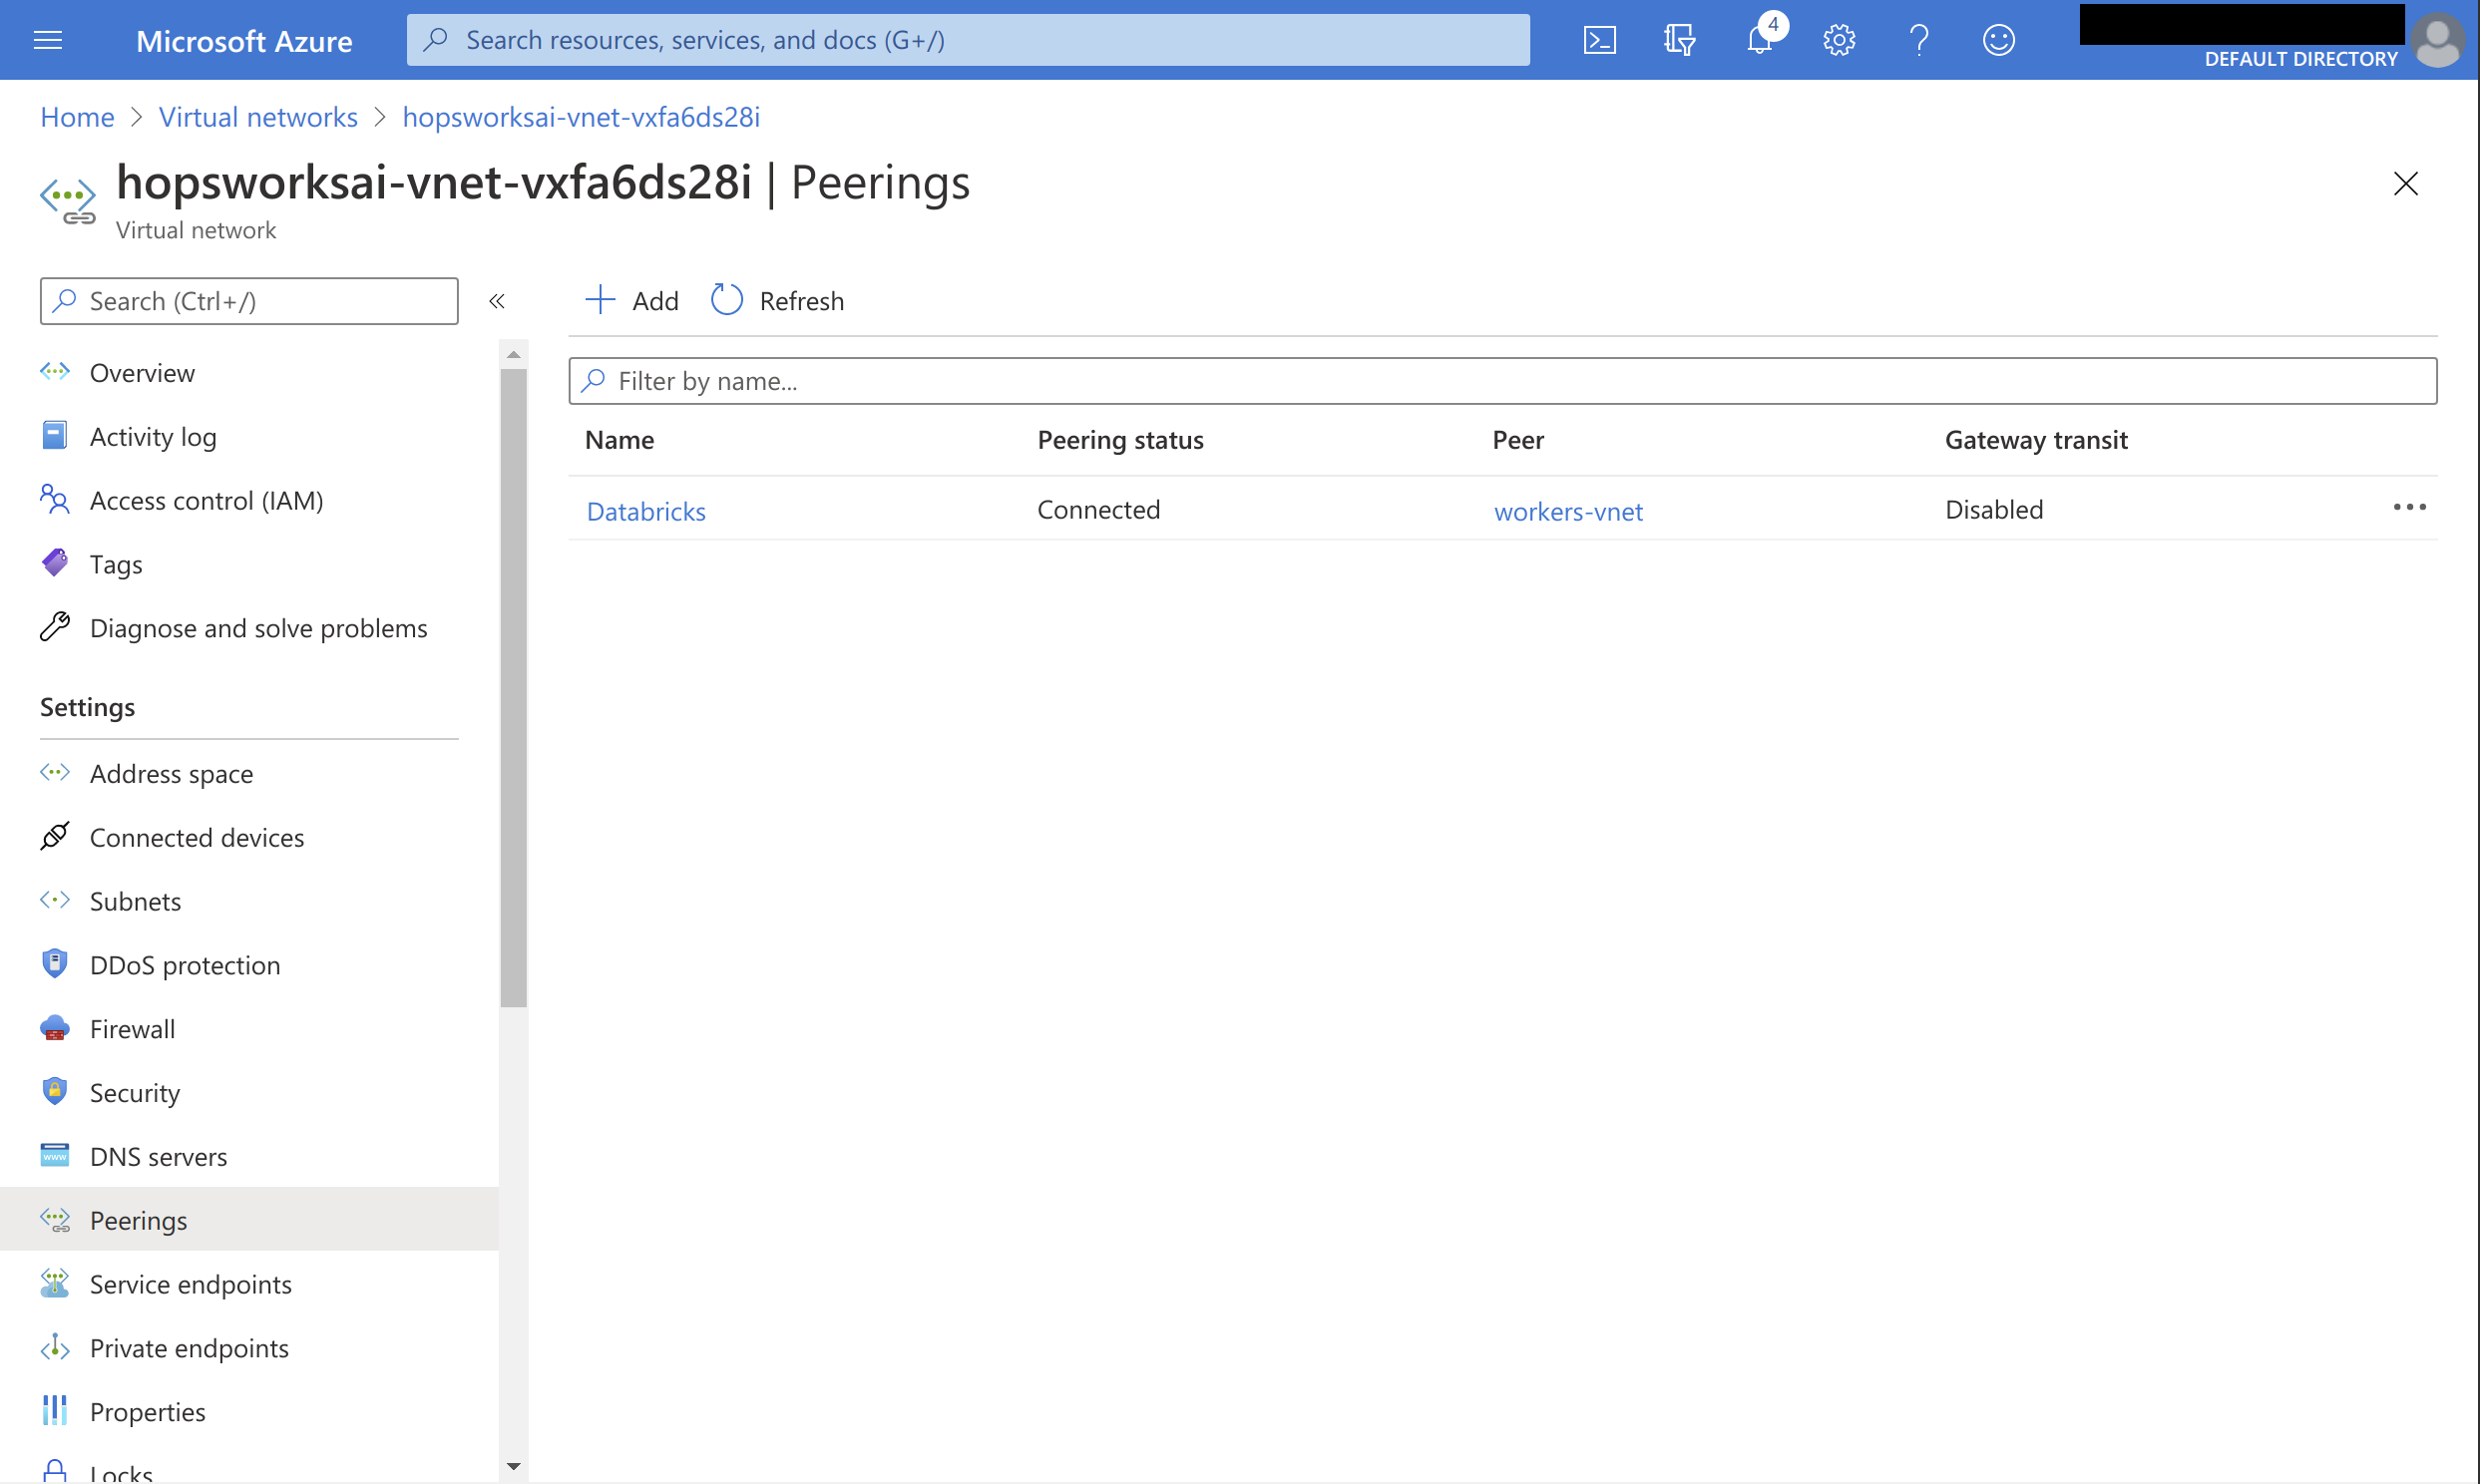 Microsoft Azure
Search resources, services, and docs (G+/)
4
DEFAULT DIRECTORY
Home > Virtual networks > hopsworksai-vnet-vxfa6ds28i
hopsworksai-vnet-vxfa6ds28i | Peerings
Virtual network
Search (Ctrl+/)
«
Overview
Activity log
Access control (IAM)
Tags
Diagnose and solve problems
Settings
Address space
Connected devices
Subnets
DDoS protection
Firewall
Security
DNS servers
Peerings
Service endpoints
Private endpoints
Properties
Locks
Add Refresh
Filter by name...
Name Peering status Peer Gateway transit
Databricks Connected workers-vnet Disabled